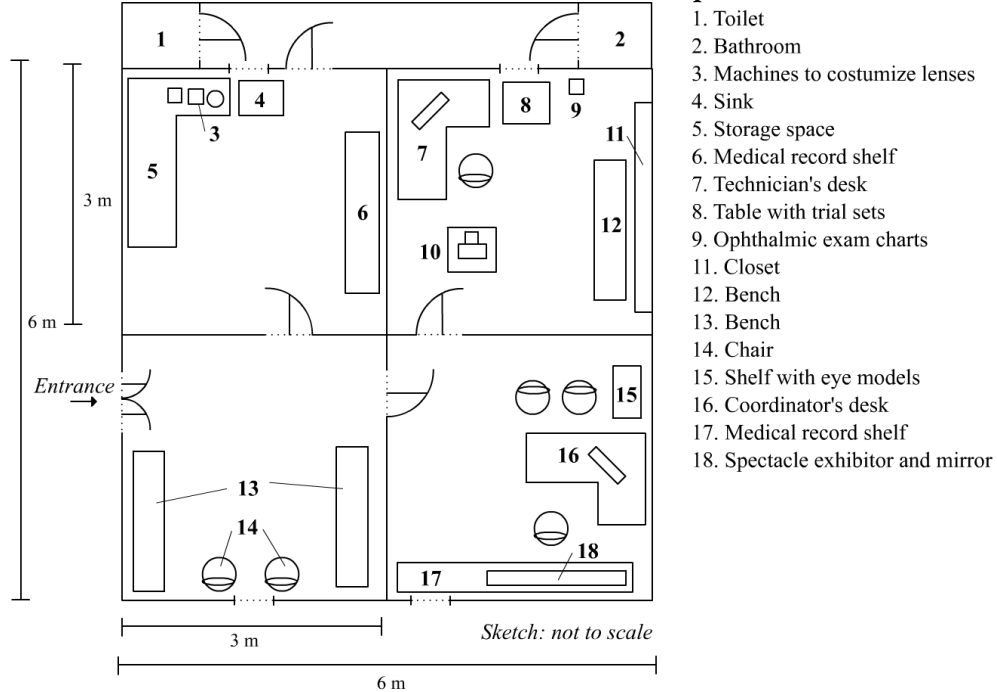 1
2
3
4
5
6
7
8
9
10
11
12
3 m
6 m
Entrance
13
14
15
16
17
18
Sketch: not to scale
3 m
6 m
1. Toilet
2. Bathroom
3. Machines to costumize lenses
4. Sink
5. Storage space
6. Medical record shelf
7. Technician's desk
8. Table with trial sets
9. Ophthalmic exam charts
11. Closet
12. Bench
13. Bench
14. Chair
15. Shelf with eye models
16. Coordinator's desk
17. Medical record shelf
18. Spectacle exhibitor and mirror